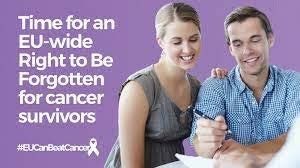 Time for an
EU-wide
Right to Be
Forgotten
for cancer
survivors
#EUCanBeatCancer